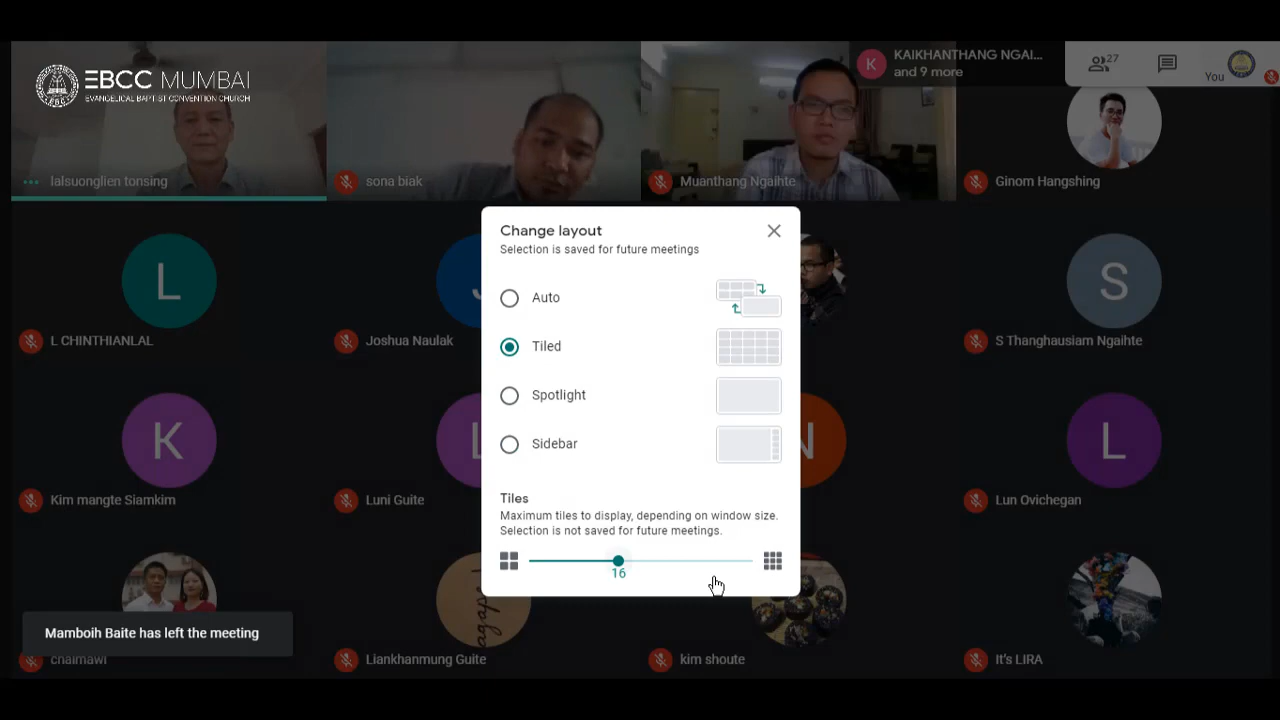 EBCC MUMBAI
EVANGELICAL BAPTIST CONVENTION CHURCH
K
KAIKHANTHANG NGAI...
and 9 more
27
You
lalsuonglien tonsing
sona biak
Muanthang Ngaihte
Ginom Hangshing
Change layout
Selection is saved for future meetings
Auto
Tiled
Spotlight
Sidebar
Tiles
Maximum tiles to display, depending on window size.
Selection is not saved for future meetings.
16
L
S
L CHINTHIANLAL
Joshua Naulak
S Thanghausiam Ngaihte
K
L
N
L
Kim mangte Siamkim
Luni Guite
Lun Ovichegan
Mamboih Baite has left the meeting
chaimawi
Liankhanmung Guite
kim shoute
It's LIRA